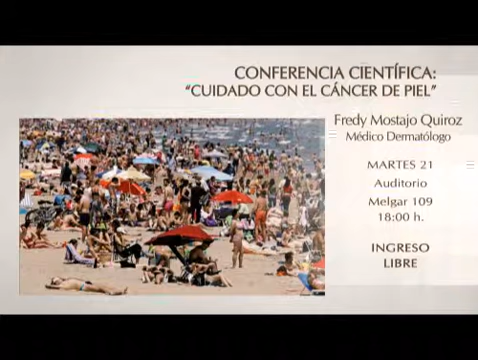 CONFERENCIA CIENTÍFICA:
“CUIDADO CON EL CÁNCER DE PIEL”
Fredy Mostajo Quiroz
Médico Dermatólogo
MARTES 21
Auditorio
Melgar 109
18:00 h.
INGRESO
LIBRE